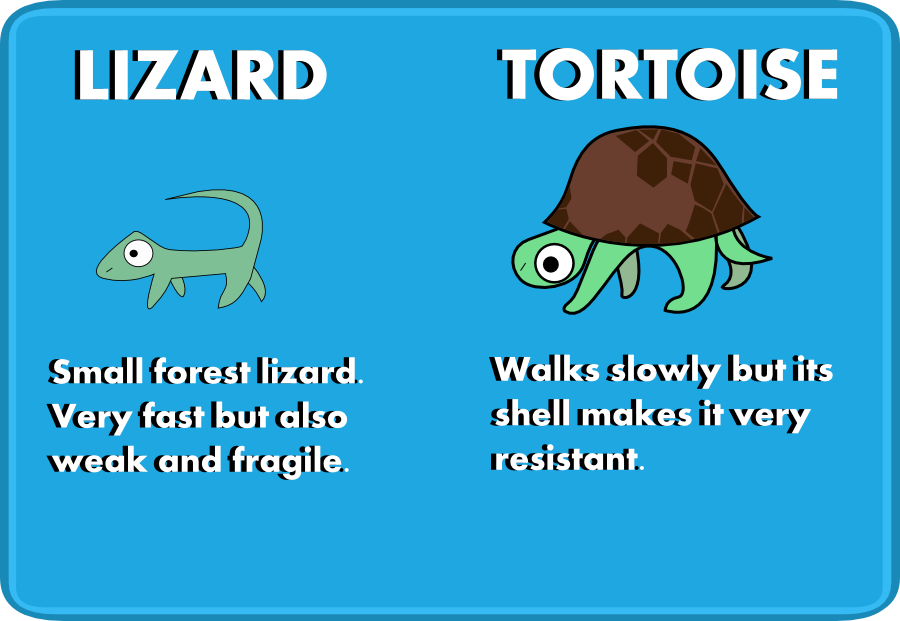 LIZARD
Small forest lizard.
Very fast but also
weak and fragile.
TORTOISE
Walks slowly but its
shell makes it very
resistant.